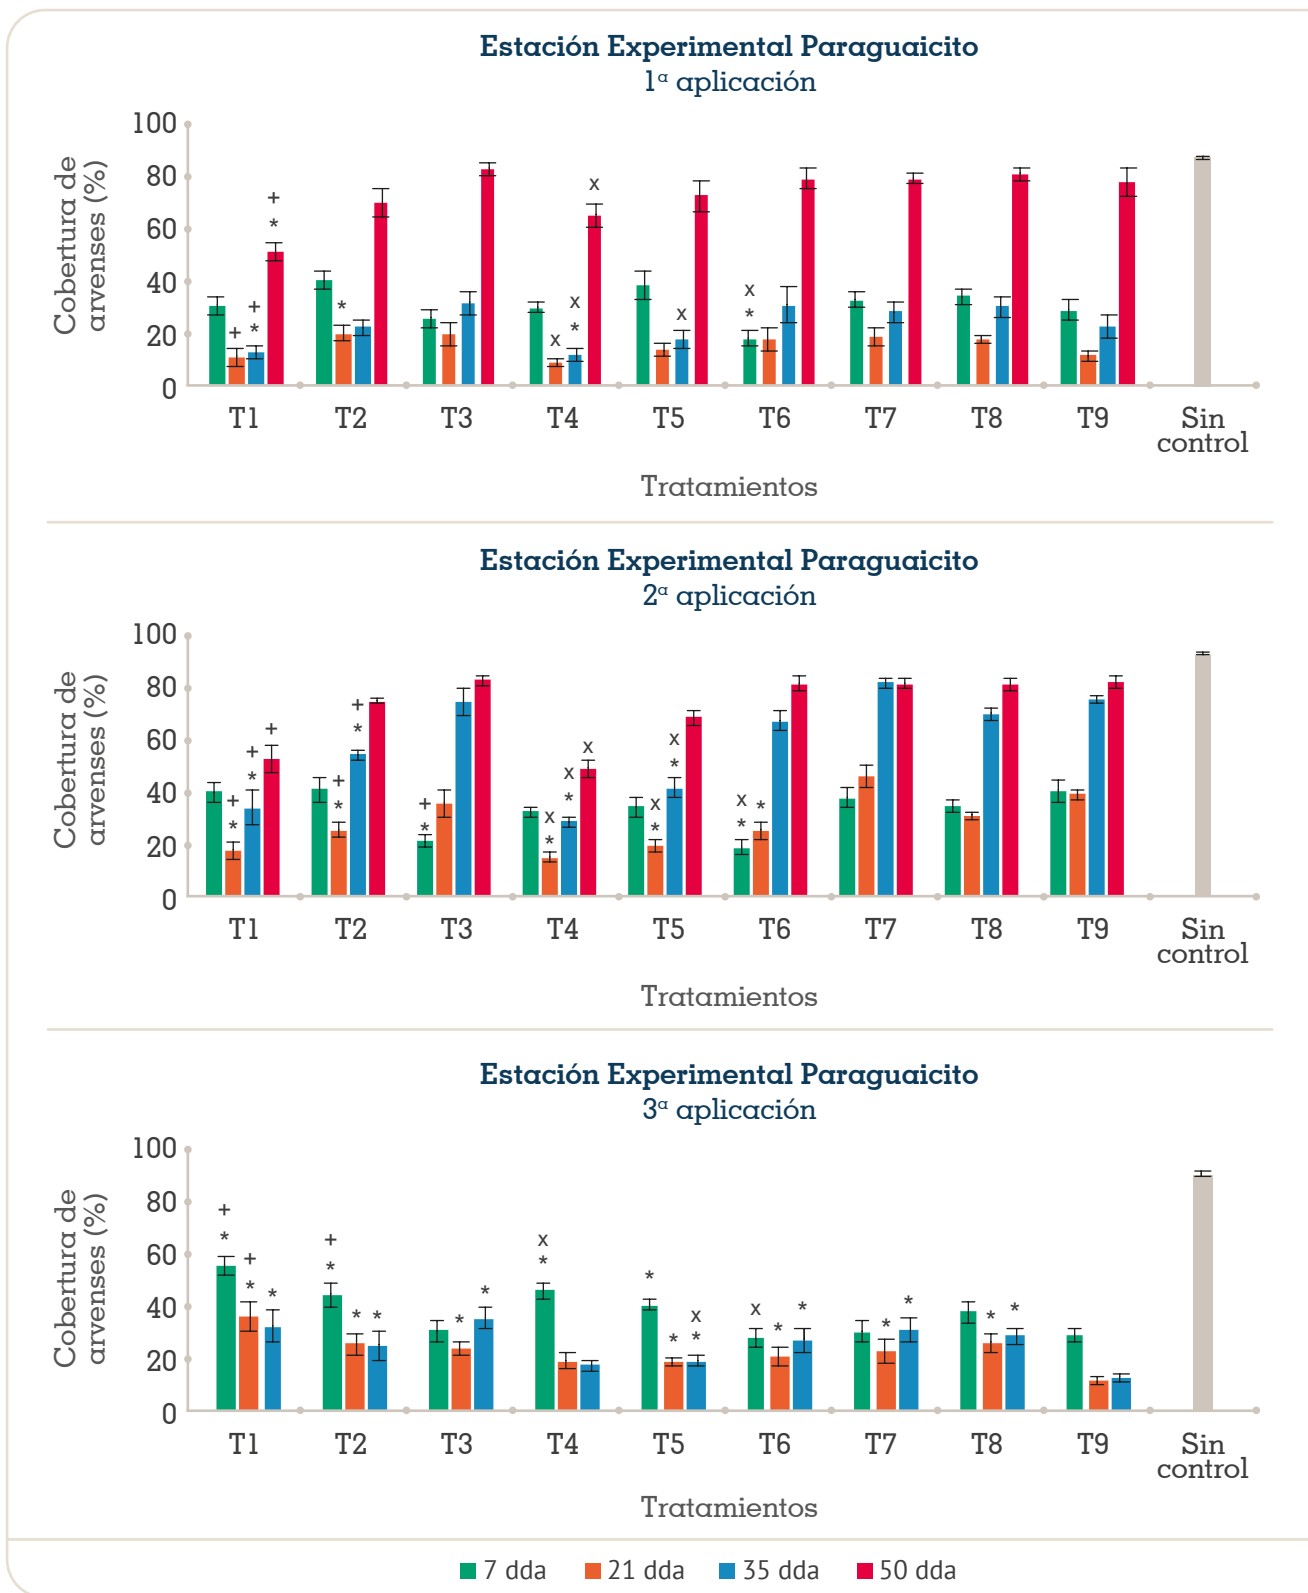 Estación Experimental Paraguaicito
1ª aplicación
Cobertura de
arvenses (%)
100
80
60
40
20
0
+
*
+
+
*
*
x
x
*
x
x
x
*
x
T1 T2 T3 T4 T5 T6 T7 T8 T9 Sin
control
Tratamientos
Estación Experimental Paraguaicito
2ª aplicación
Cobertura de
arvenses (%)
100
80
60
40
20
0
+
*
+
*
+
+
*
+
*
+
*
x
*
x
*
x
x
*
x
*
x
*
*
T1 T2 T3 T4 T5 T6 T7 T8 T9 Sin
control
Tratamientos
Estación Experimental Paraguaicito
3ª aplicación
Cobertura de
arvenses (%)
100
80
60
40
20
0
+
*
+
*
*
+
*
*
*
*
*
x
*
*
*
x
*
x
*
*
*
*
*
*
T1 T2 T3 T4 T5 T6 T7 T8 T9 Sin
control
Tratamientos
7 dda 21 dda 35 dda 50 dda